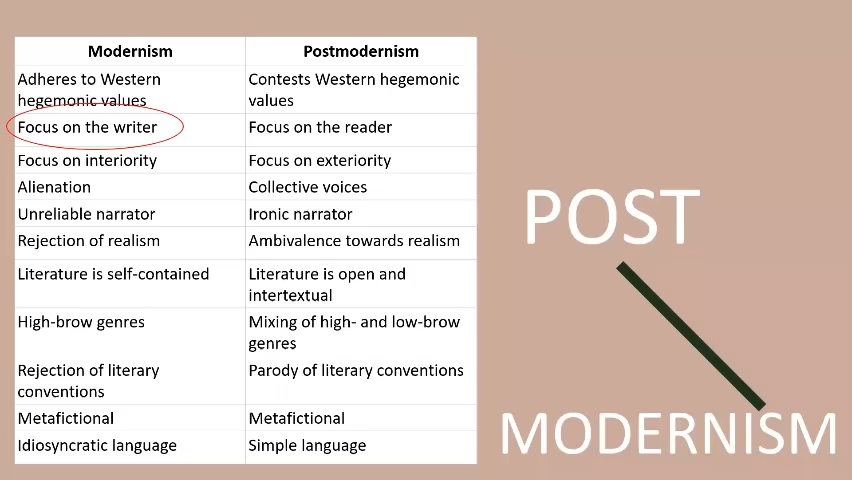 Modernism Postmodernism
Adheres to Western Contests Western hegemonic
hegemonic values values
Focus on the writer Focus on the reader
Focus on interiority Focus on exteriority
Alienation Collective voices
Unreliable narrator Ironic narrator
Rejection of realism Ambivalence towards realism
Literature is self-contained Literature is open and
intertextual
High-brow genres Mixing of high- and low-brow
genres
Rejection of literary Parody of literary conventions
conventions
Metafictional Metafictional
Idiosyncratic language Simple language
POST
MODERNISM